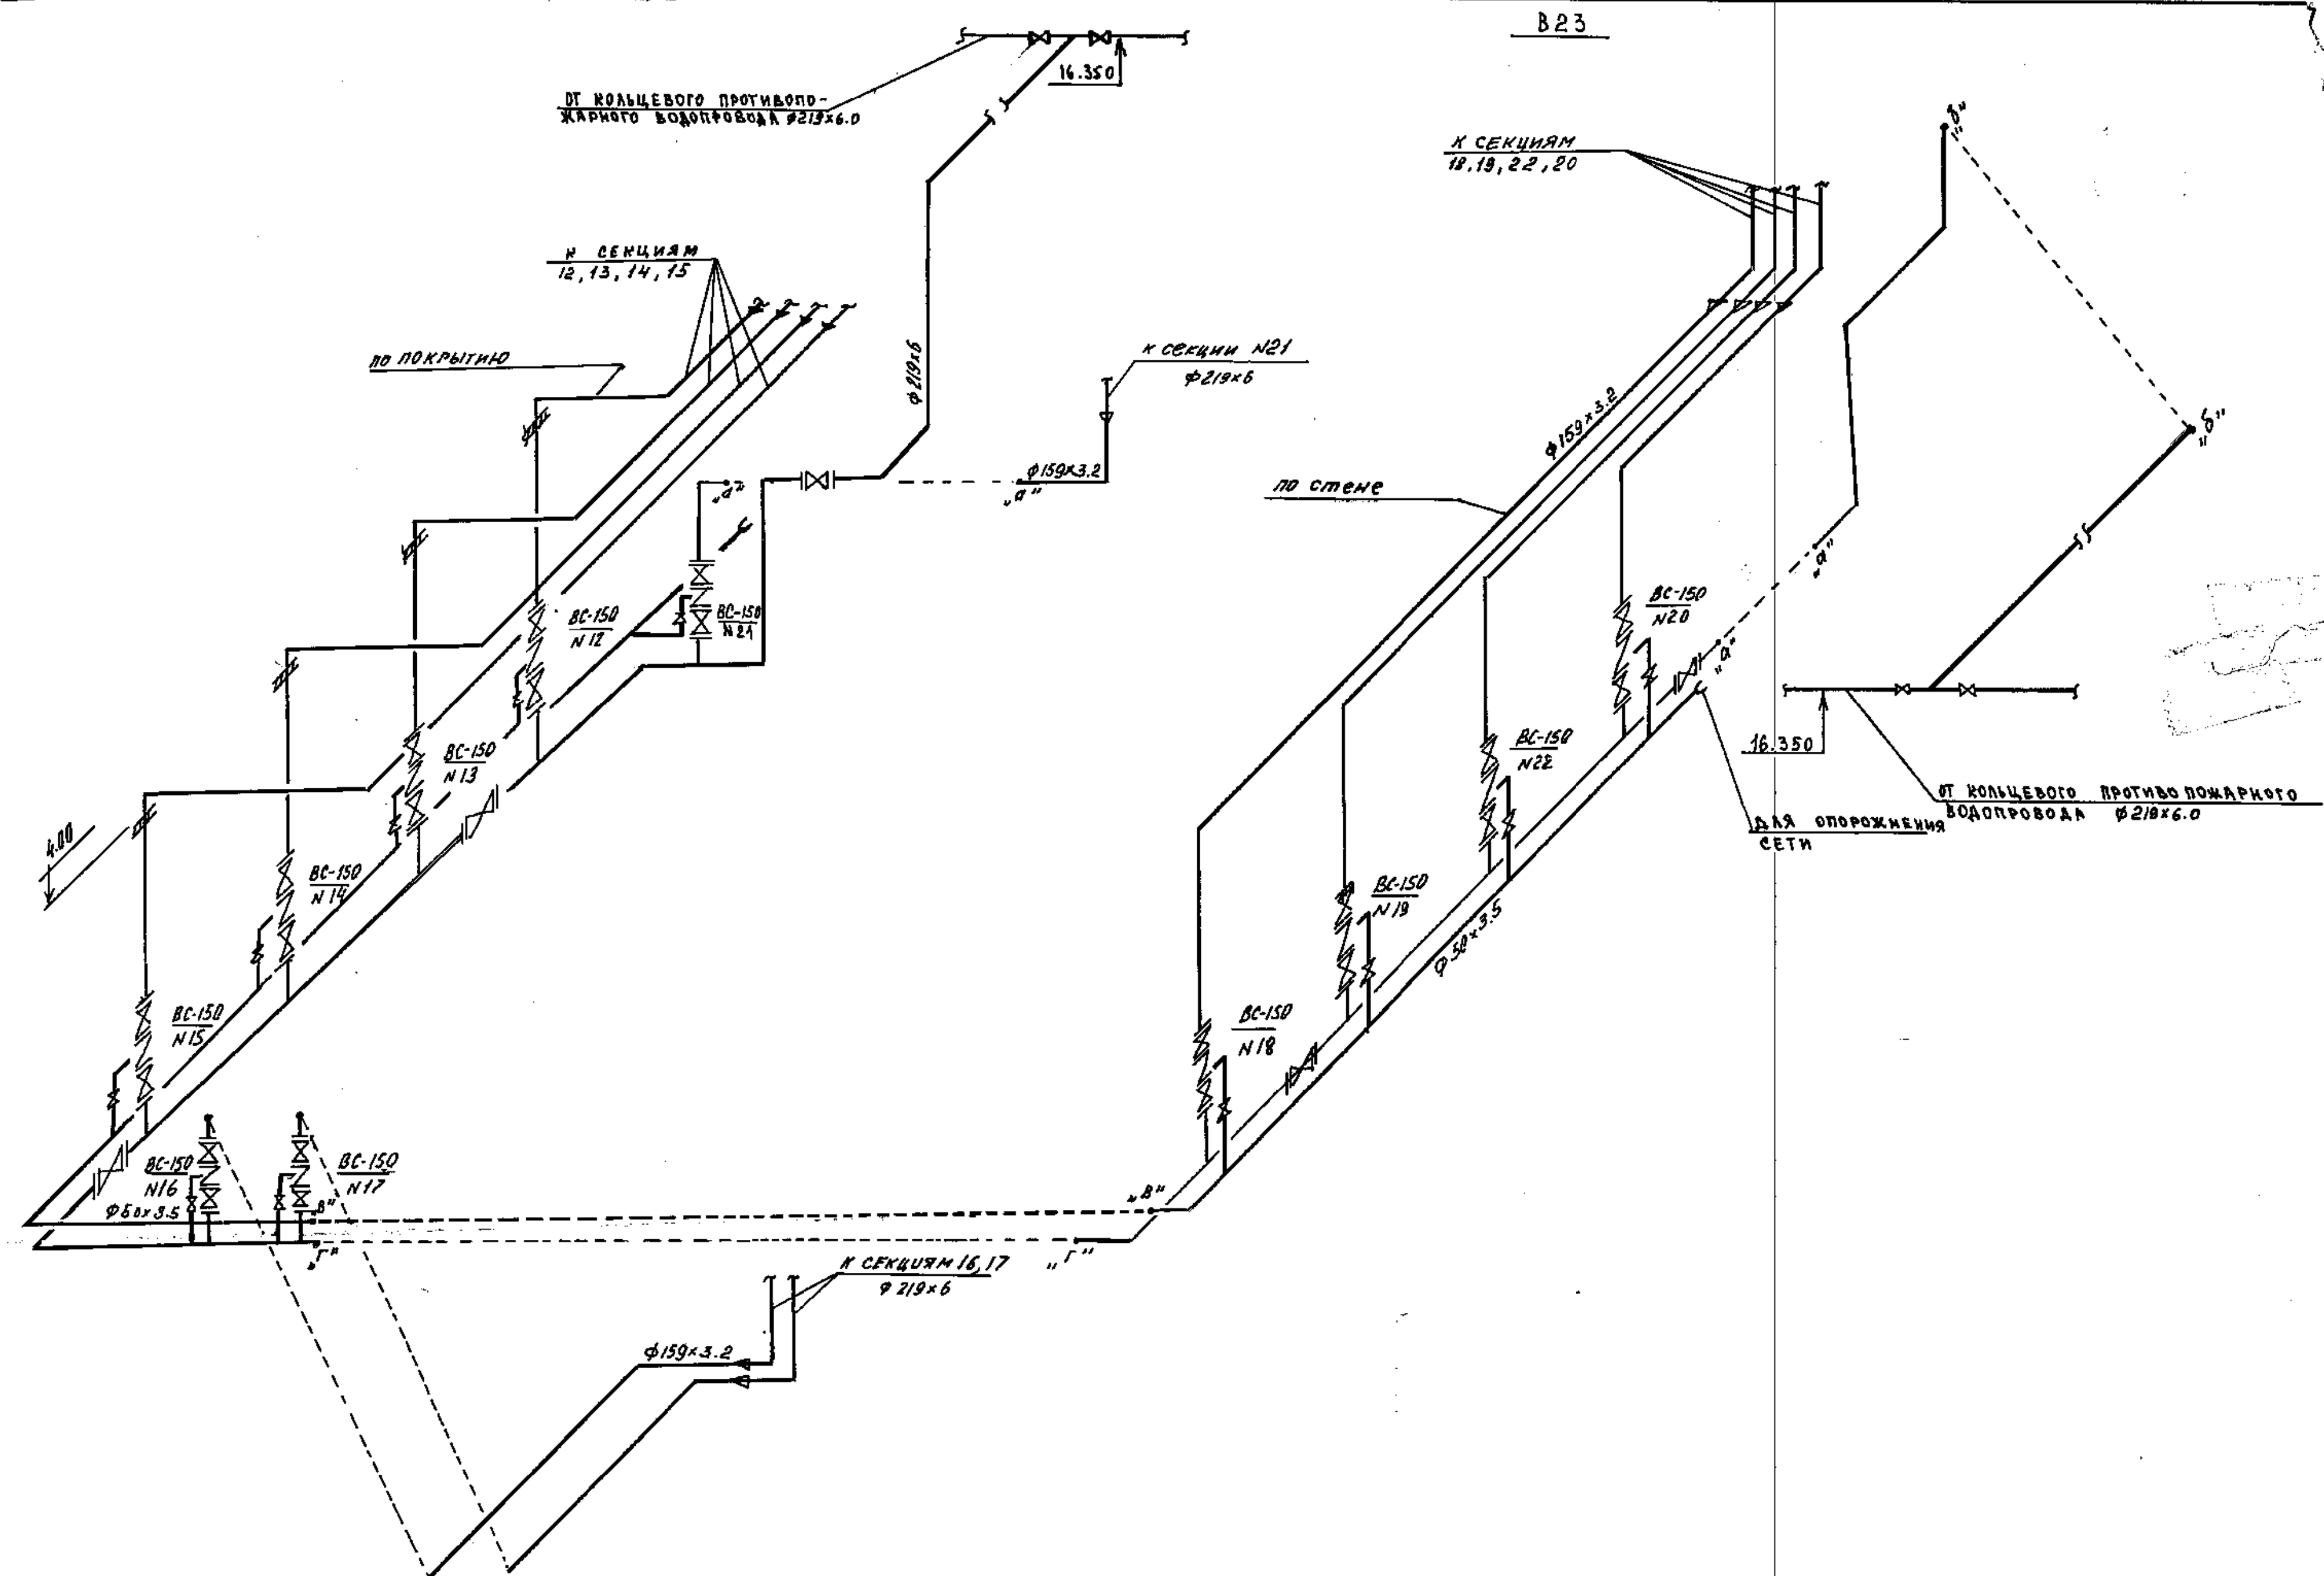 В23
16.350
ОТ КОЛЬЦЕВОГО ПРОТИВОПО-
ЖАРНОГО ВОДОПРОВОДА ⌀219х6.0
К СЕКЦИЯМ
18,19,22,20
"б"
К СЕКЦИЯМ
12,13,14,15
ПО ПОКРЫТИЮ
ф219х6
К СЕКЦИИ N21
ф219х6
ф159х3.2
„а"
„а"
ф159х3.2
ПО СТЕНЕ
„б"
„а"
„а"
ВС-150
N12
ВС-150
N21
ВС-150
N20
ВС-150
N13
ВС-150
N22
16.350
ОТ КОЛЬЦЕВОГО ПРОТИВОПОЖАРНОГО
ВОДОПРОВОДА ф219х6.0
ДЛЯ ОПОРОЖНЕНИЯ
СЕТИ
4.00
ВС-150
N14
ВС-150
N19
ф50х3.5
ВС-150
N15
ВС-150
N18
ВС-150
N16
ВС-150
N17
ф50х3.5
„В"
„В"
„Г"
„Г"
К СЕКЦИЯМ 16,17
ф219х6
ф159х3.2